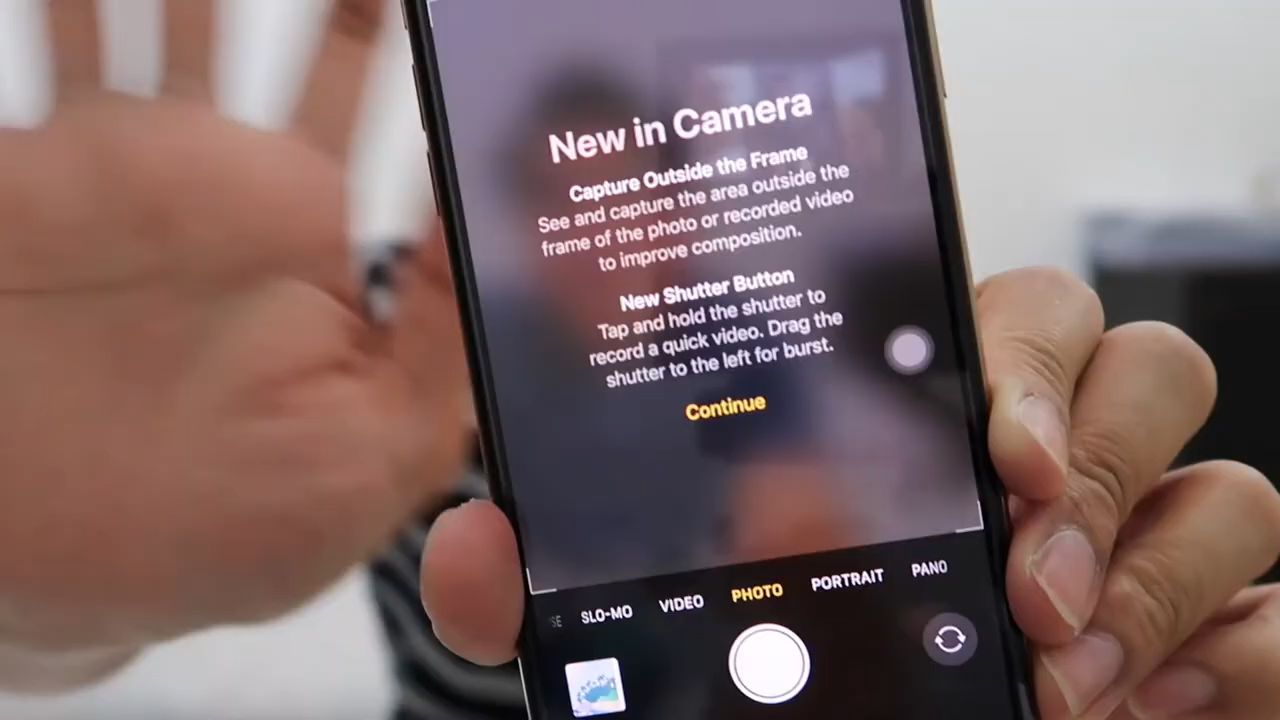 New in Camera
Capture Outside the Frame
See and capture the area outside the
frame of the photo or recorded video
to improve composition.
New Shutter Button
Tap and hold the shutter to
record a quick video. Drag the
shutter to the left for burst.
Continue
SE SLO-MO VIDEO PHOTO PORTRAIT PANO